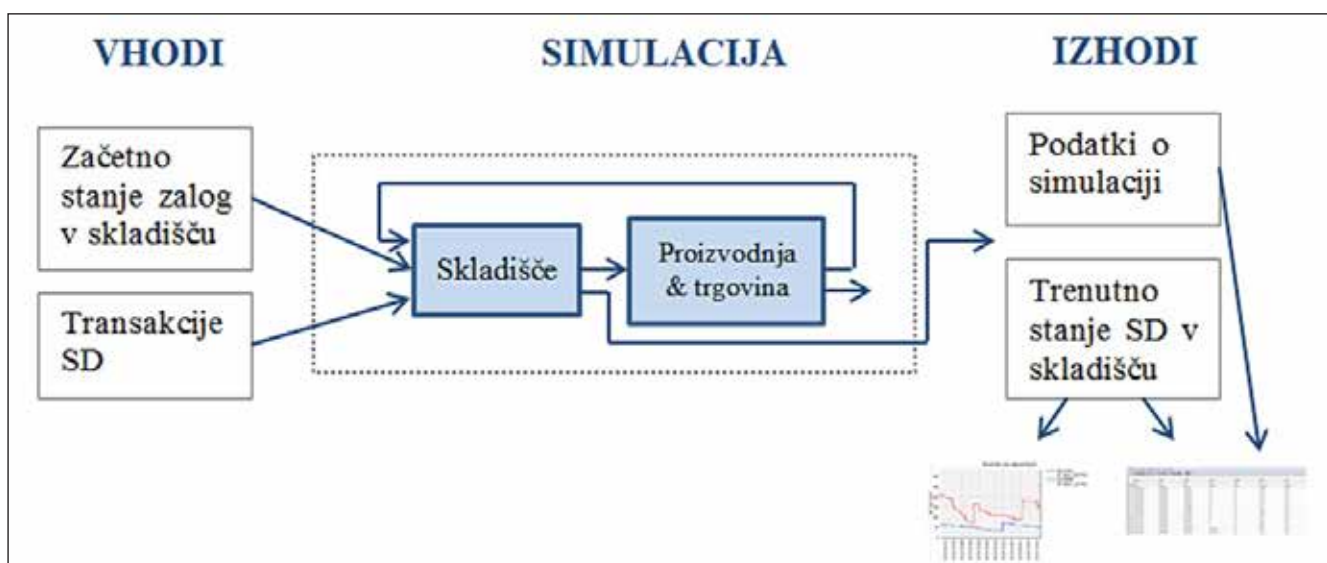 VHODI
SIMULACIJA
IZHODI
Začetno
stanje zalog
v skladišču
Transakcije
SD
Skladišče
Proizvodnja
& trgovina
Podatki o
simulaciji
Trenutno
stanje SD v
skladišču